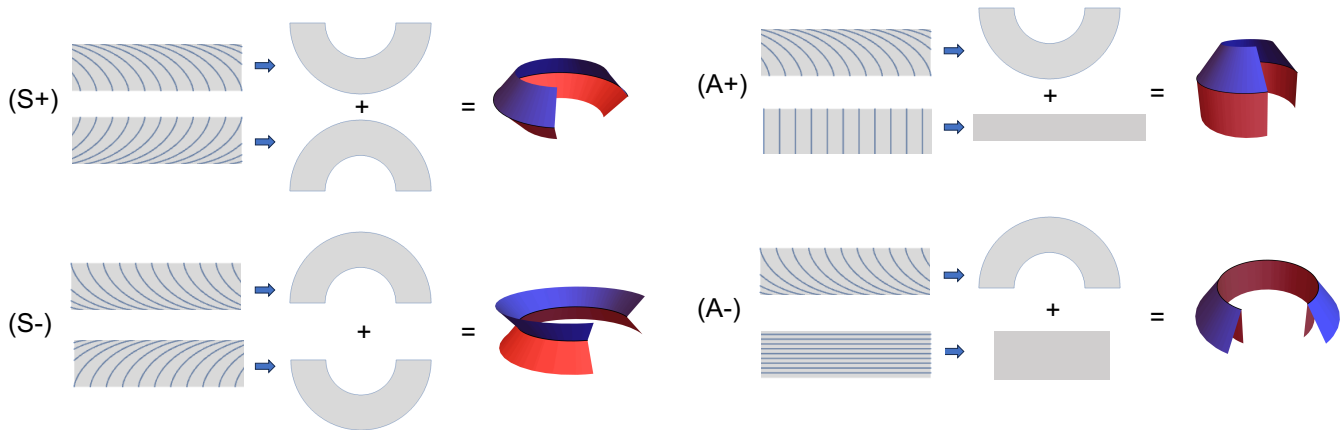 (S+)
+
=
(A+)
+
=
(S-)
+
=
(A-)
+
=